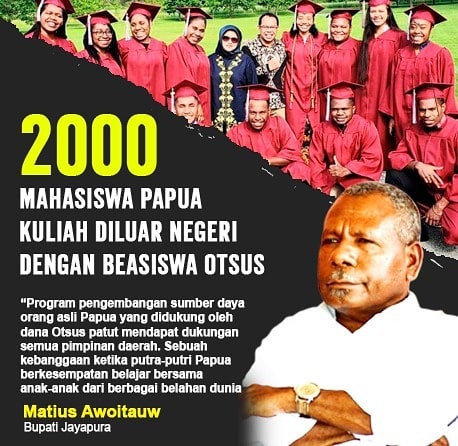 2000
MAHASISWA PAPUA
KULIAH DILUAR NEGERI
DENGAN BEASISWA OTSUS
“Program pengembangan sumber daya
orang asli Papua yang didukung oleh
dana Otsus patut mendapat dukungan
semua pimpinan daerah. Sebuah
kebanggaan ketika putra-putri Papua
berkesempatan belajar bersama
anak-anak dari berbagai belahan dunia
Matius Awoitauw
Bupati Jayapura